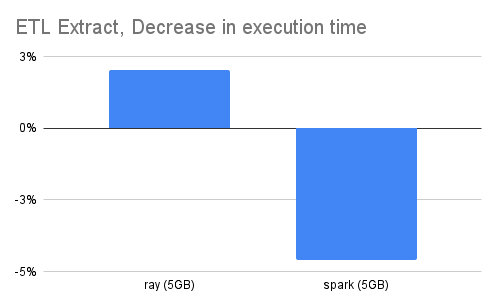 ETL Extract, Decrease in execution time
3%
0%
-3%
-5%
ray (5GB)
spark (5GB)